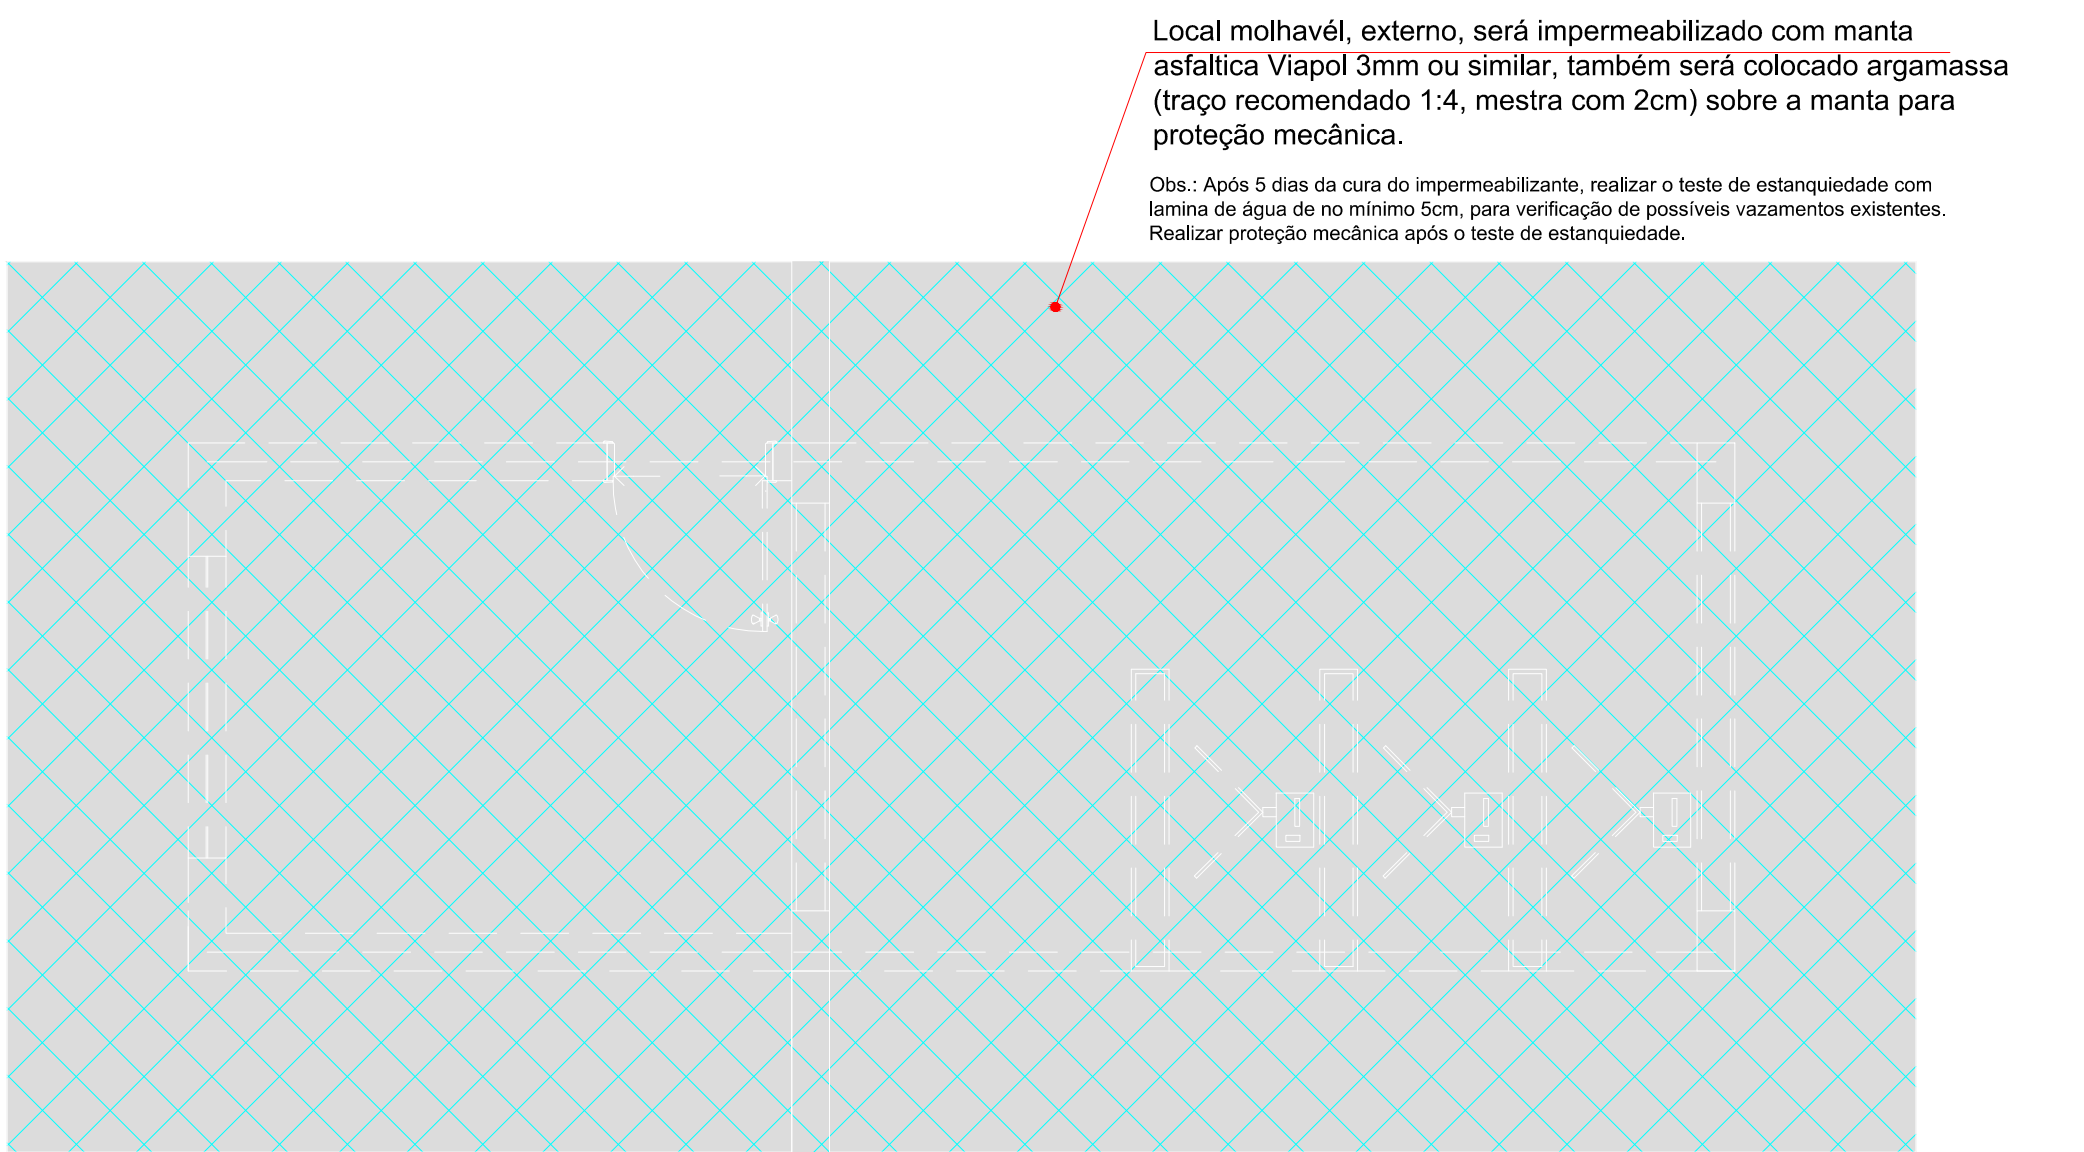 Local molhavél, externo, será impermeabilizado com manta
asfaltica Viapol 3mm ou similar, também será colocado argamassa
(traço recomendado 1:4, mestra com 2cm) sobre a manta para
proteção mecânica.
Obs.: Após 5 dias da cura do impermeabilizante, realizar o teste de estanquiedade com
lamina de água de no mínimo 5cm, para verificação de possíveis vazamentos existentes.
Realizar proteção mecânica após o teste de estanquiedade.